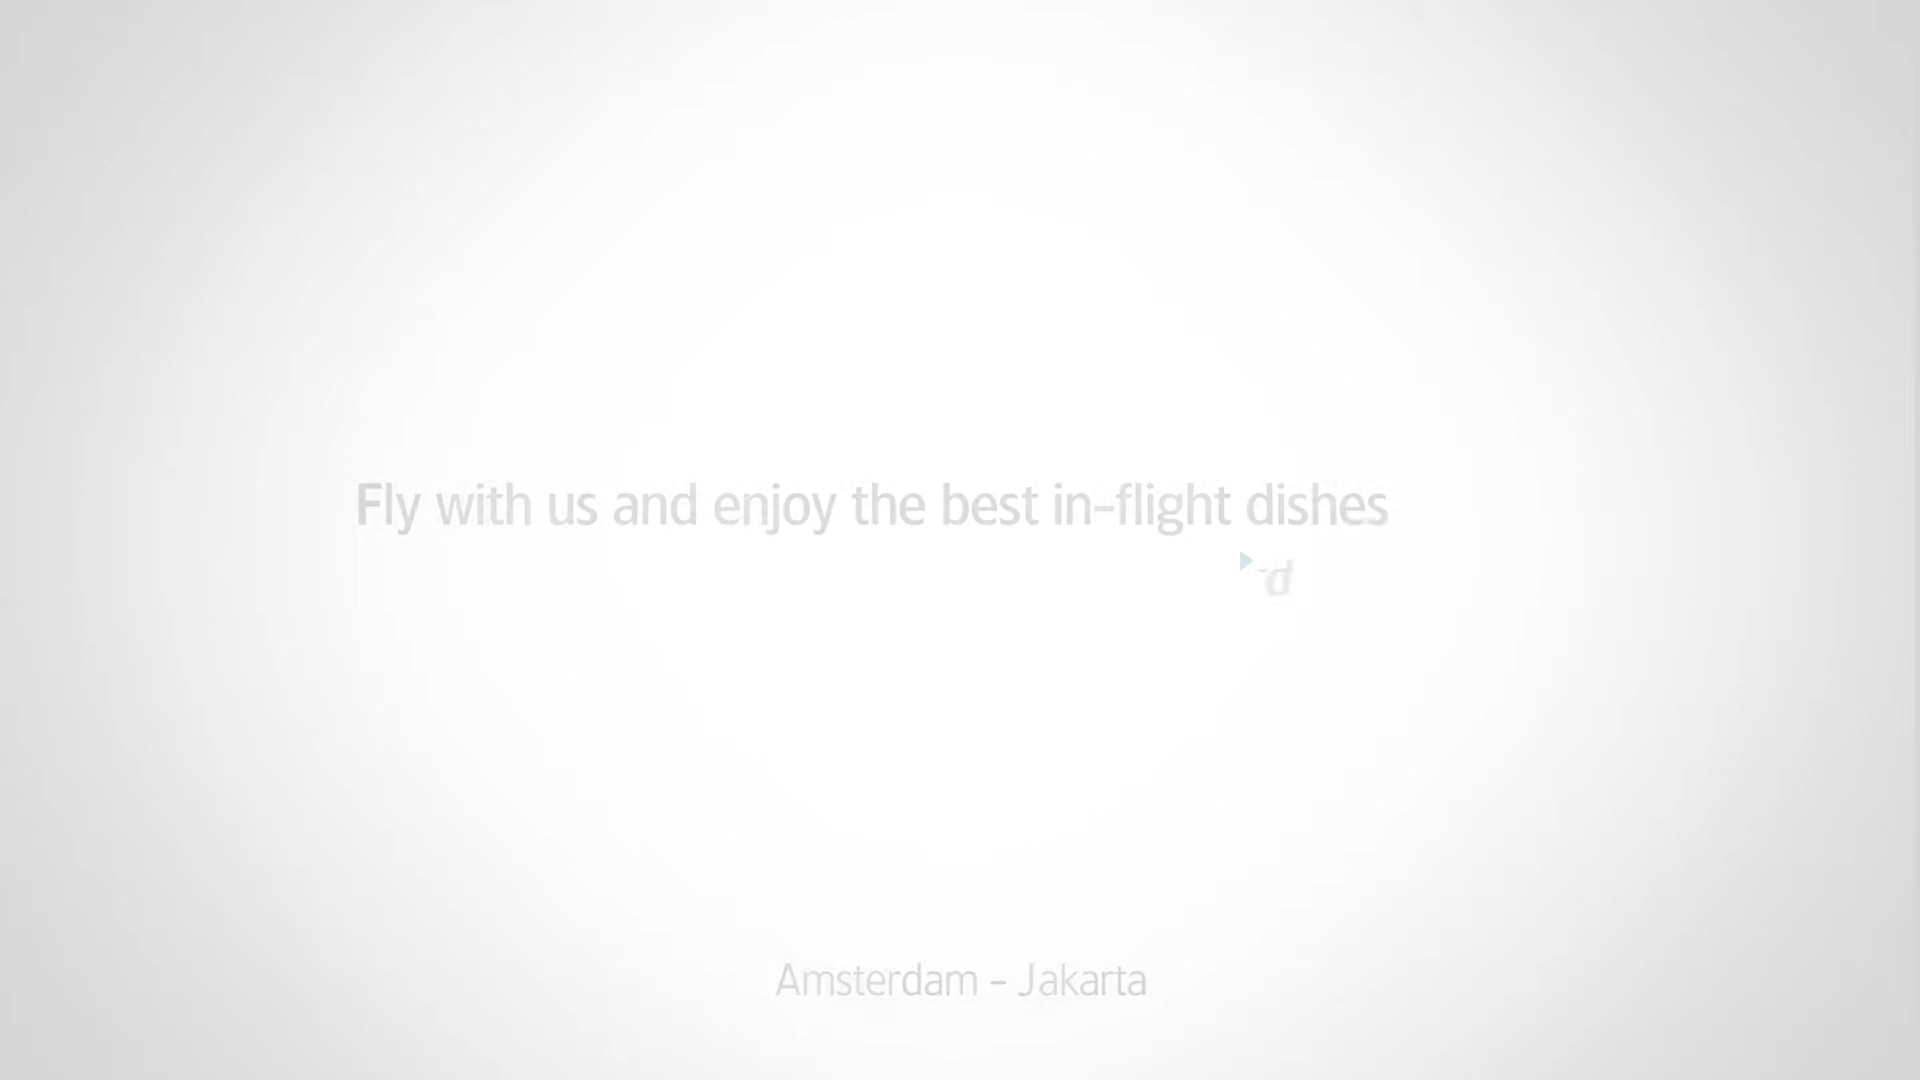 Fly with us and enjoy the best in-flight dishes
Amsterdam - Jakarta